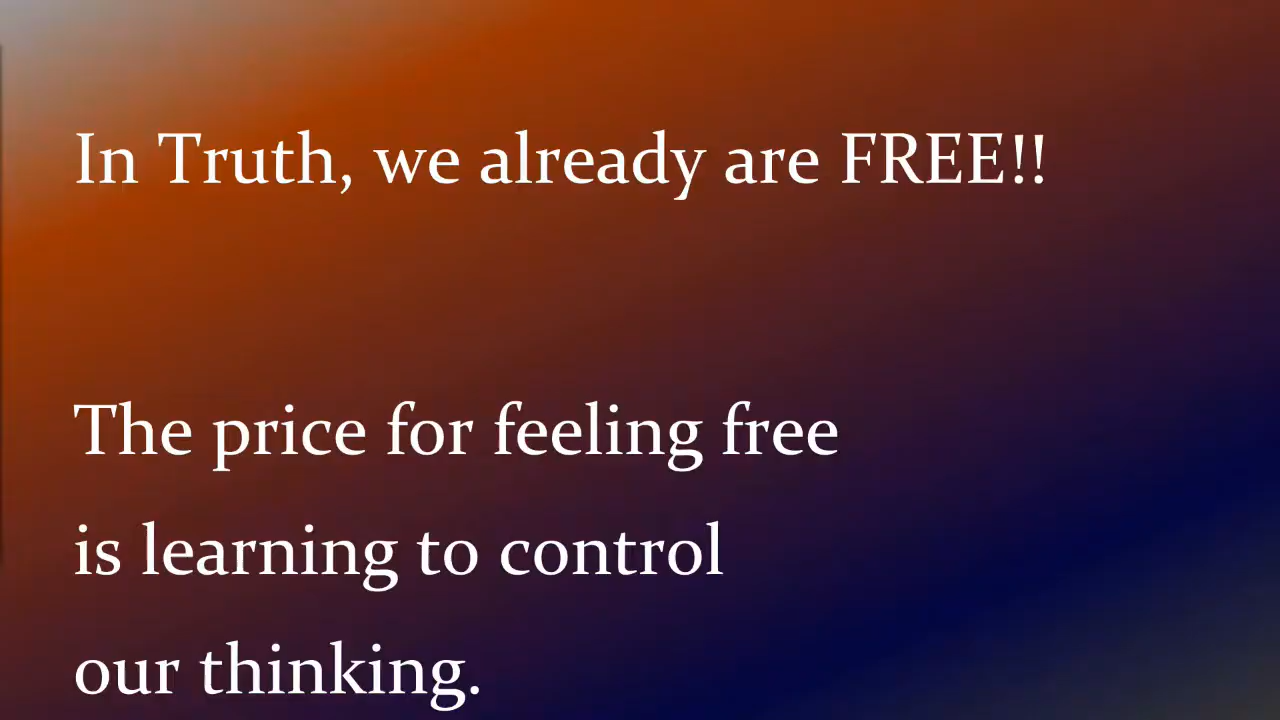 In Truth, we already are FREE!!
The price for feeling free
is learning to control
our thinking.